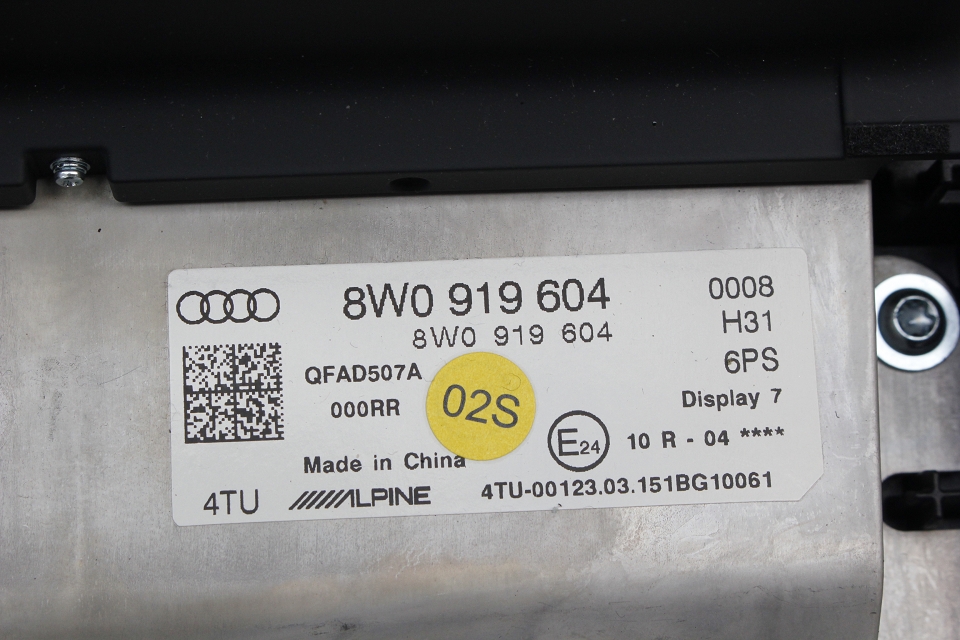 8W0 919 604
8W0 919 604
0008
H31
6PS
Display 7
QFAD507A
000RR
02S
E24
10 R - 04 ****
Made in China
4TU
ALPINE
4TU-00123.03.151BG10061